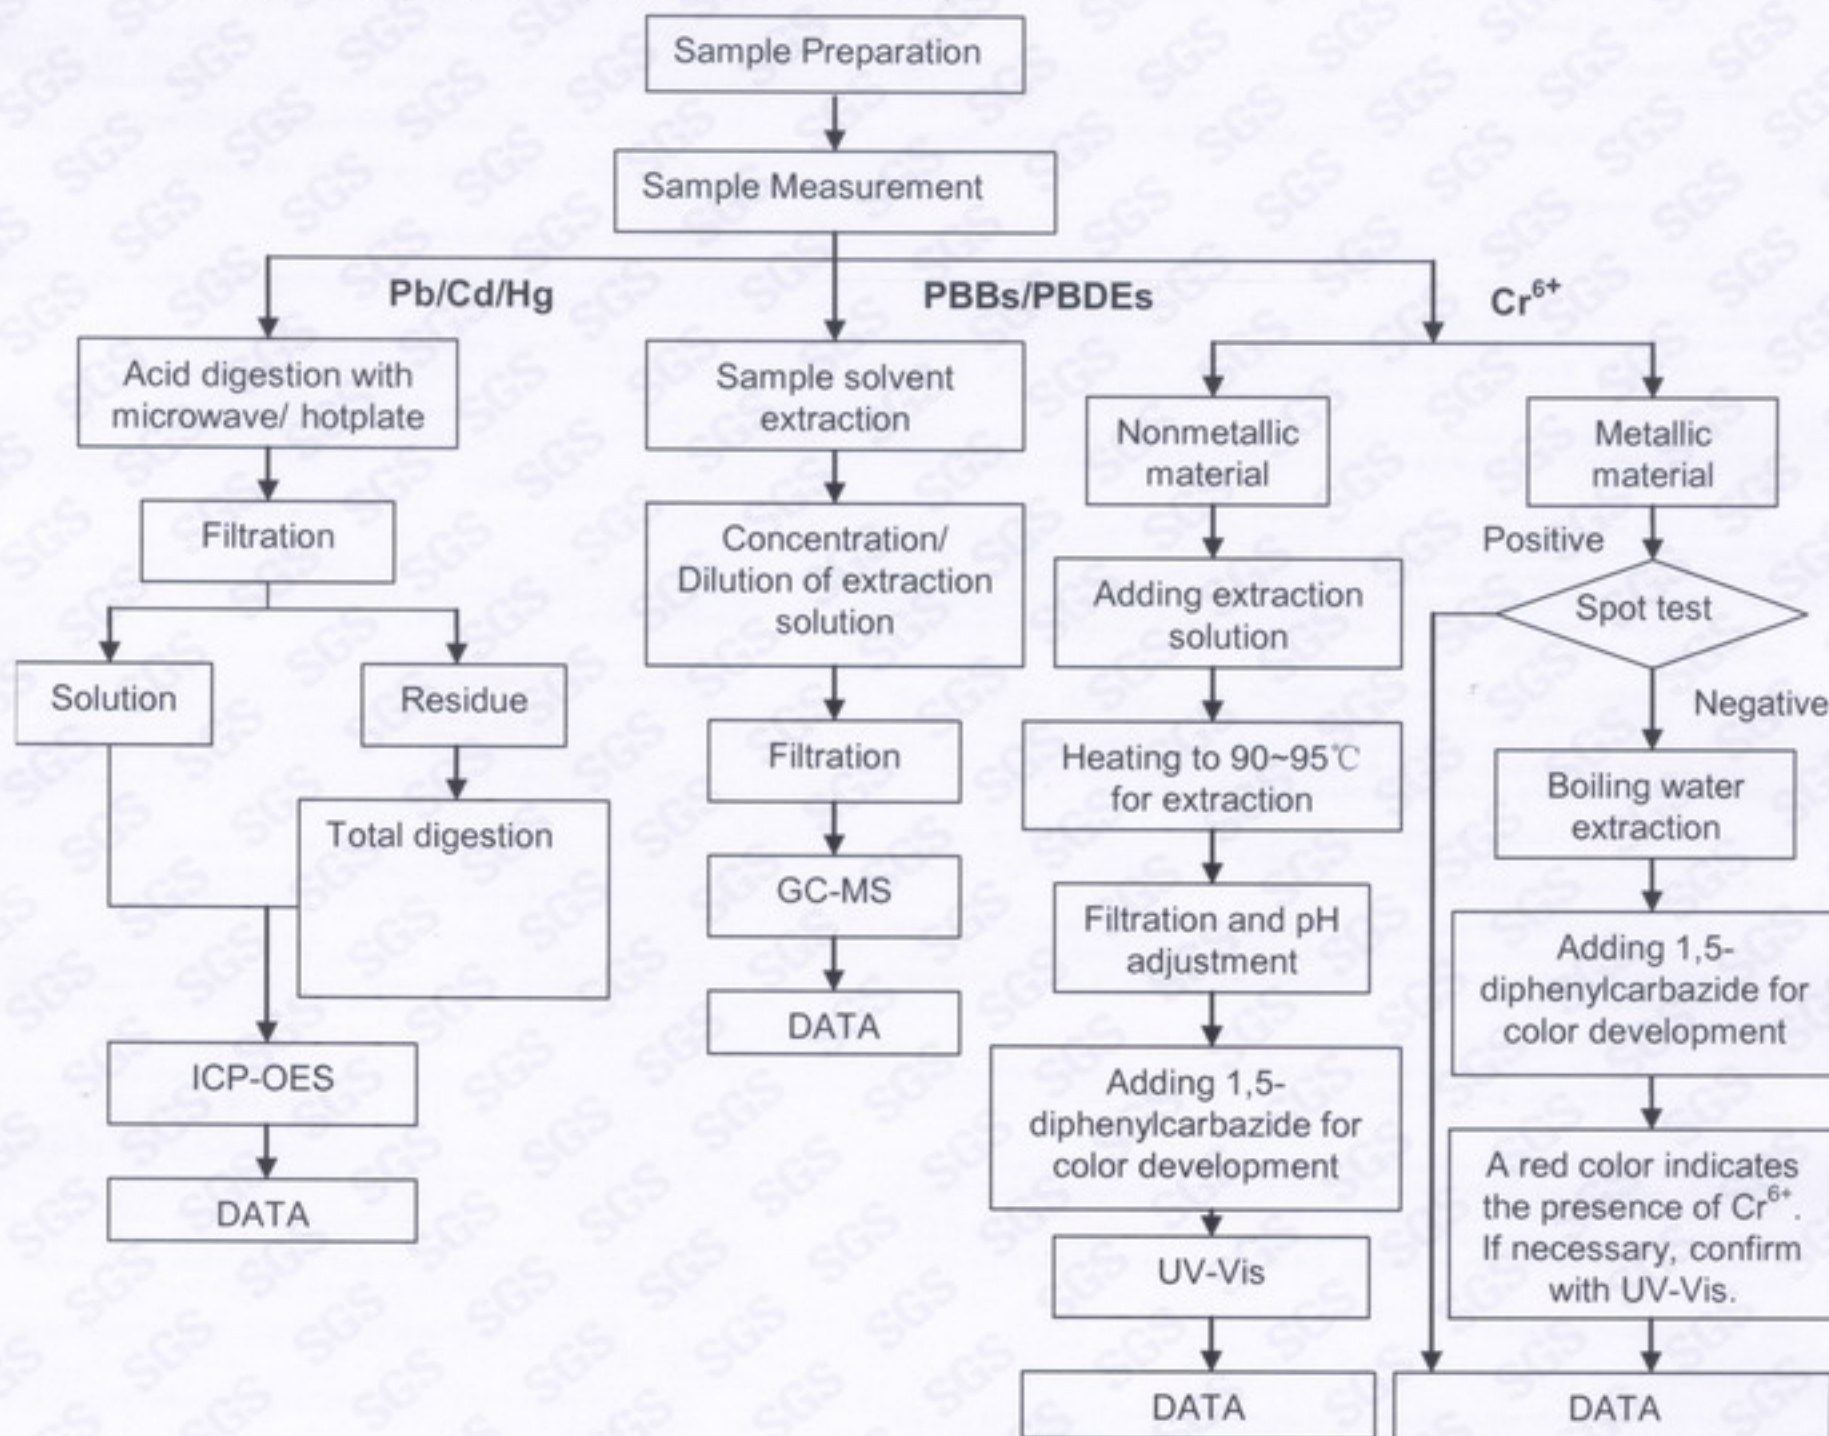 Sample Preparation
Sample Measurement
Pb/Cd/Hg
PBBs/PBDEs
Cr⁶⁺
Acid digestion with
microwave/ hotplate
Filtration
Solution
Residue
Total digestion
ICP-OES
DATA
Sample solvent
extraction
Concentration/
Dilution of extraction
solution
Filtration
GC-MS
DATA
Nonmetallic
material
Adding extraction
solution
Heating to 90~95℃
for extraction
Filtration and pH
adjustment
Adding 1,5-
diphenylcarbazide for
color development
UV-Vis
DATA
Metallic
material
Positive
Spot test
Negative
Boiling water
extraction
Adding 1,5-
diphenylcarbazide for
color development
A red color indicates
the presence of Cr⁶⁺.
If necessary, confirm
with UV-Vis.
DATA